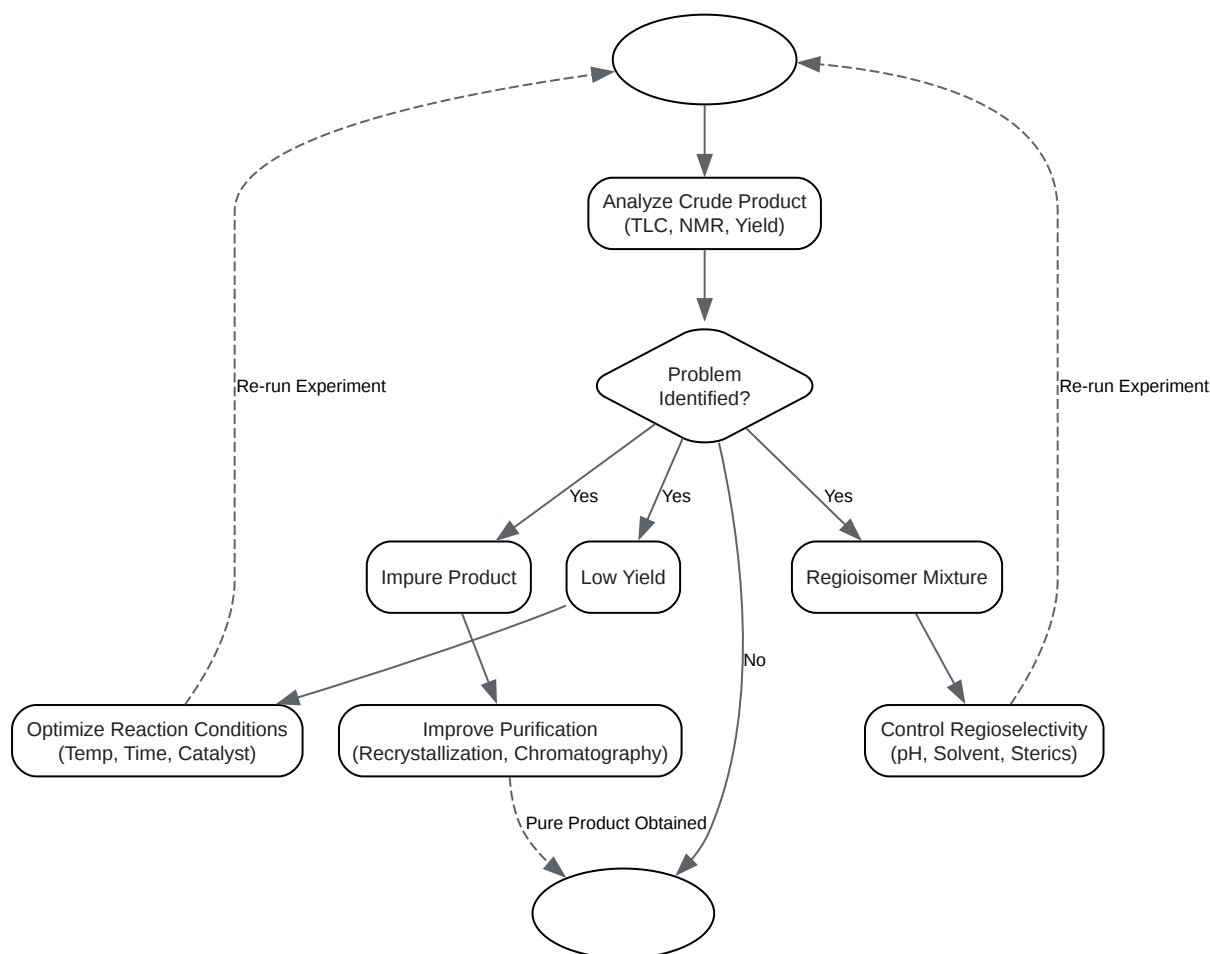 Analyze Crude Product
(TLC, NMR, Yield)
Problem
Identified?
Re-run Experiment
Re-run Experiment
Yes
Yes
Yes
Impure Product
Low Yield
Regioisomer Mixture
No
Optimize Reaction Conditions
(Temp, Time, Catalyst)
Improve Purification
(Recrystallization, Chromatography)
Control Regioselectivity
(pH, Solvent, Sterics)
Pure Product Obtained